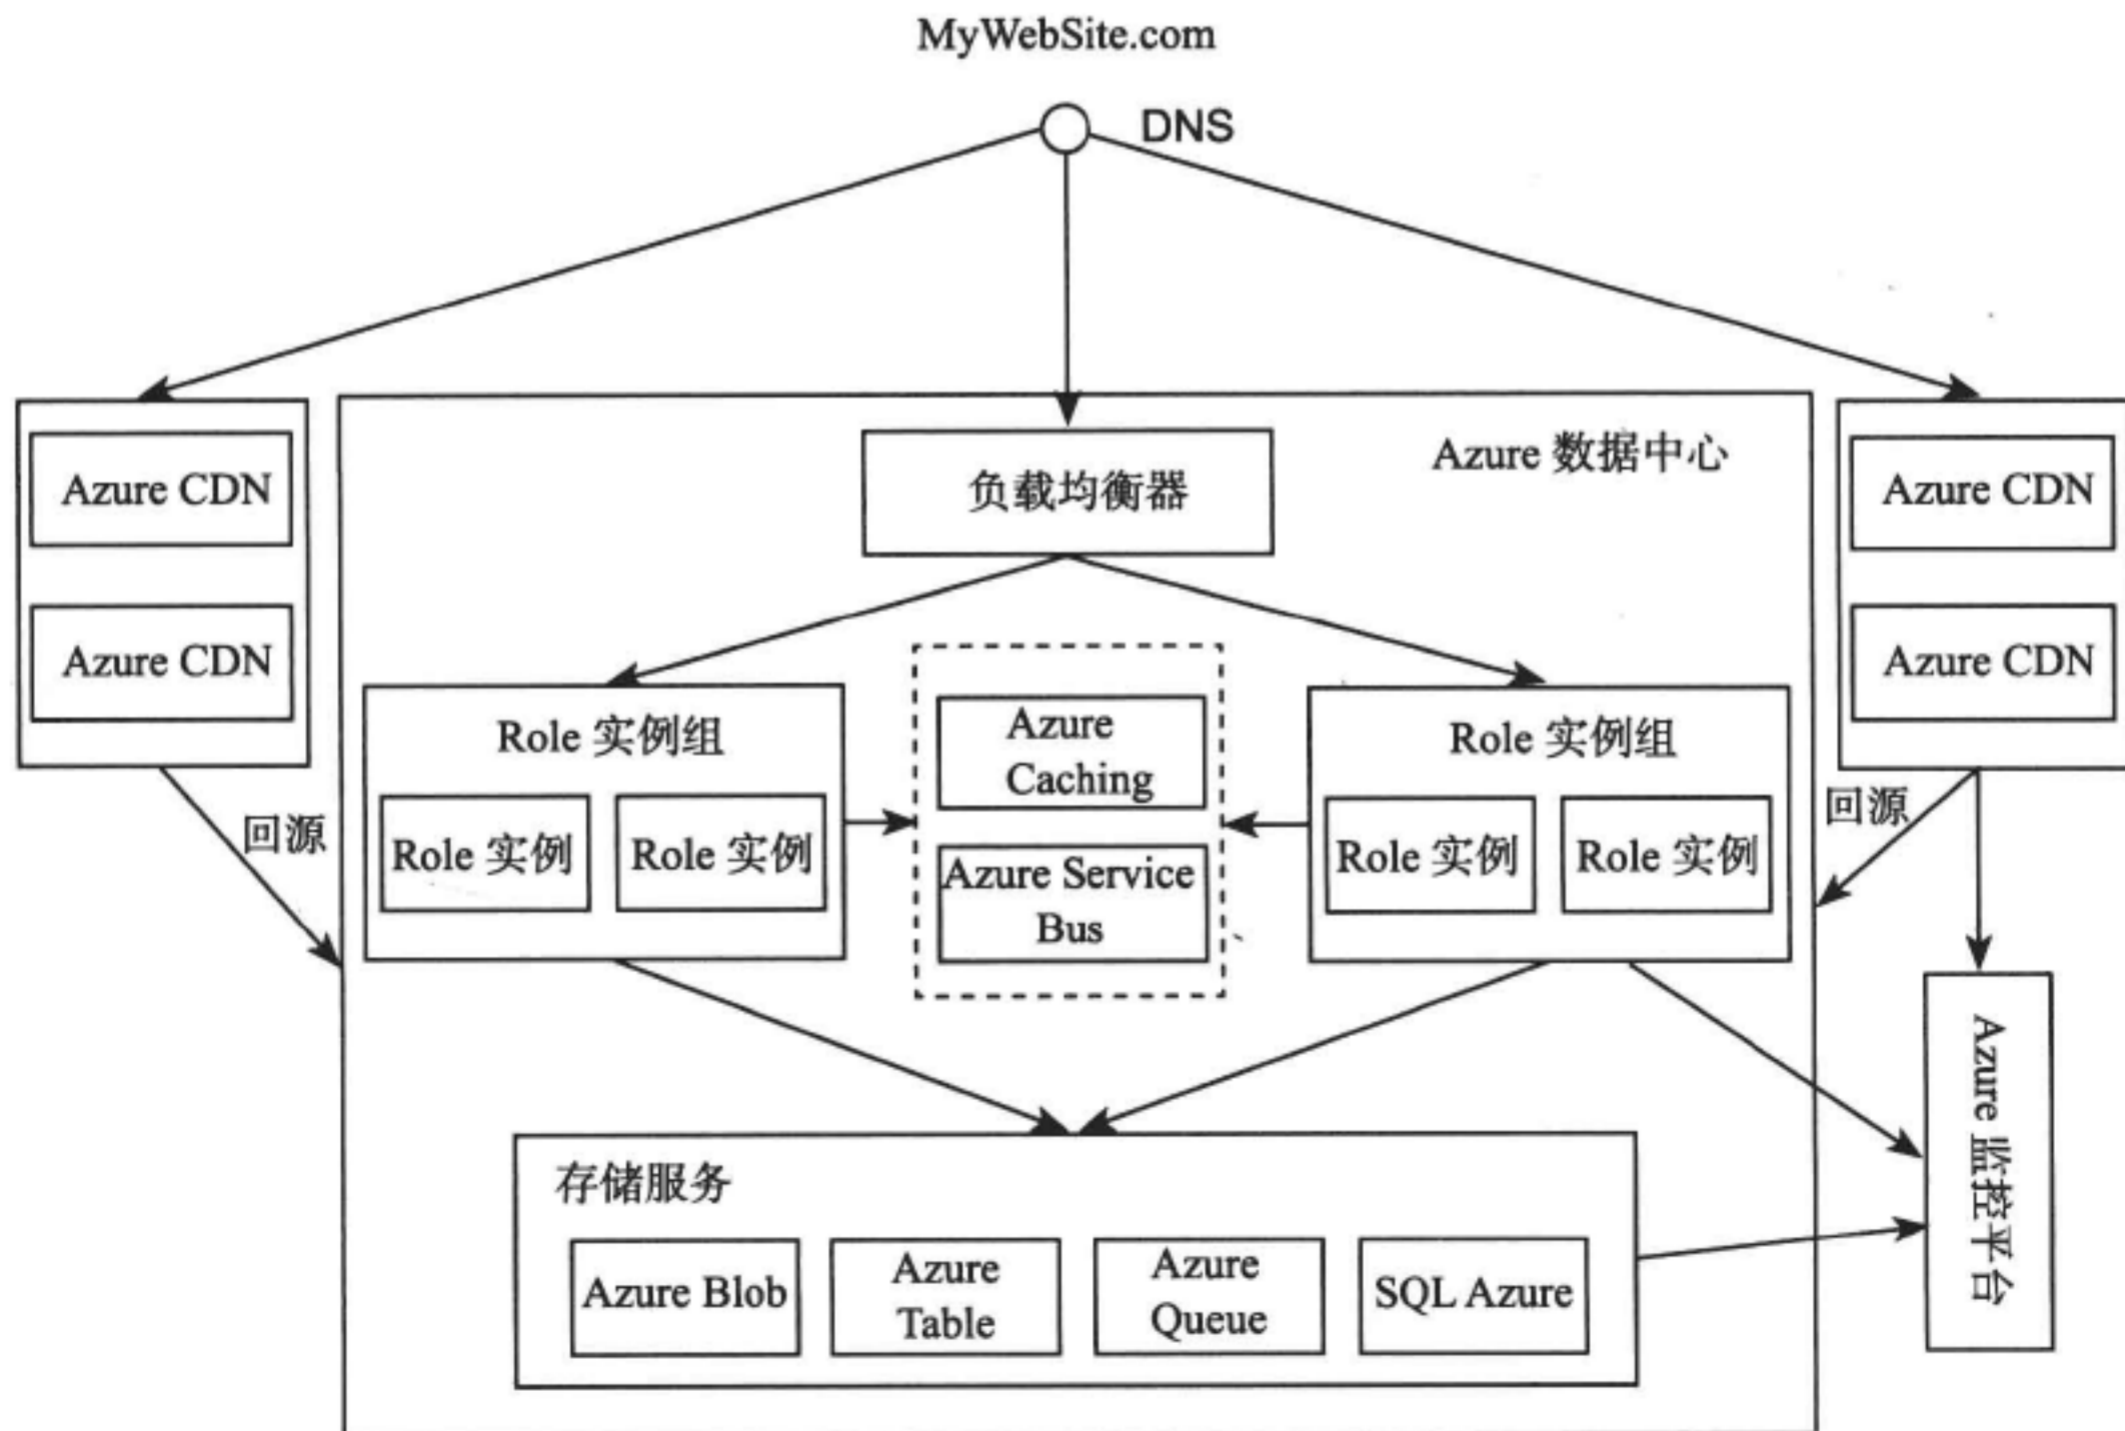 MyWebSite.com
DNS
Azure 数据中心
负载均衡器
Azure CDN
Azure CDN
Azure CDN
Azure CDN
Role 实例组
Role 实例
Role 实例
Azure
Caching
Azure Service
Bus
Role 实例组
Role 实例
Role 实例
回源
回源
存储服务
Azure Blob
Azure
Table
Azure
Queue
SQL Azure
Azure 监控平台